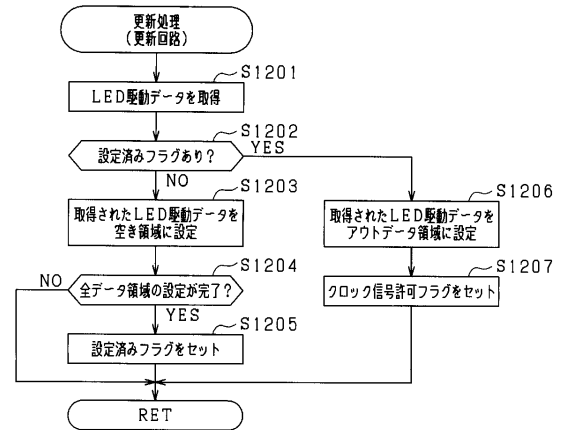 更新処理
(更新回路)
S1201
LED駆動データを取得
S1202
設定済みフラグあり?
YES
NO
S1203
取得されたLED駆動データを
空き領域に設定
S1206
取得されたLED駆動データを
アウトデータ領域に設定
S1204
NO
全データ領域の設定が完了?
S1207
クロック信号許可フラグをセット
YES
S1205
設定済みフラグをセット
RET